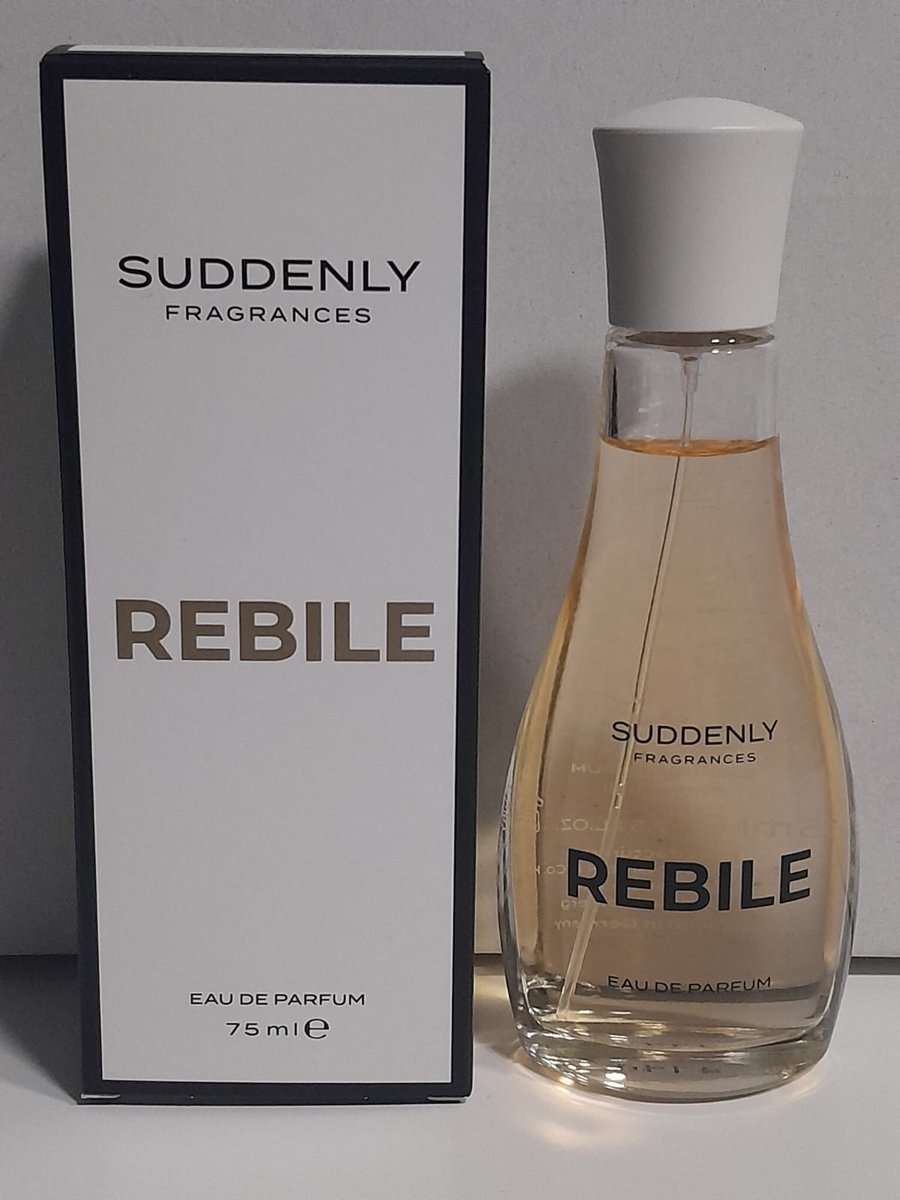 SUDDENLY
FRAGRANCES
REBILE
EAU DE PARFUM
75 ml e
SUDDENLY
FRAGRANCES
REBILE
EAU DE PARFUM